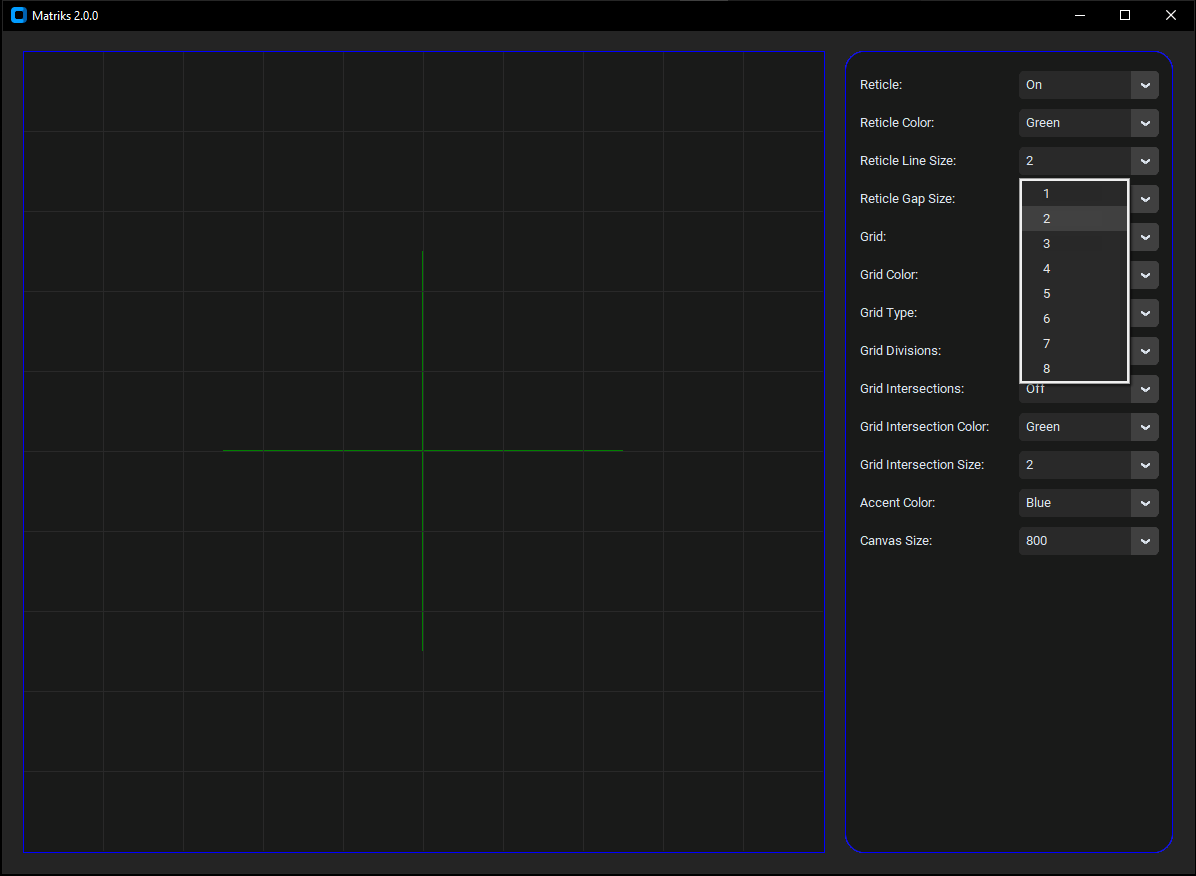 Matriks 2.0.0
Reticle: On
Reticle Color: Green
Reticle Line Size: 2
1
Reticle Gap Size:
2
Grid:
3
Grid Color:
4
5
Grid Type:
6
Grid Divisions:
7
8
Grid Intersections: Off
Grid Intersection Color: Green
Grid Intersection Size: 2
Accent Color: Blue
Canvas Size: 800